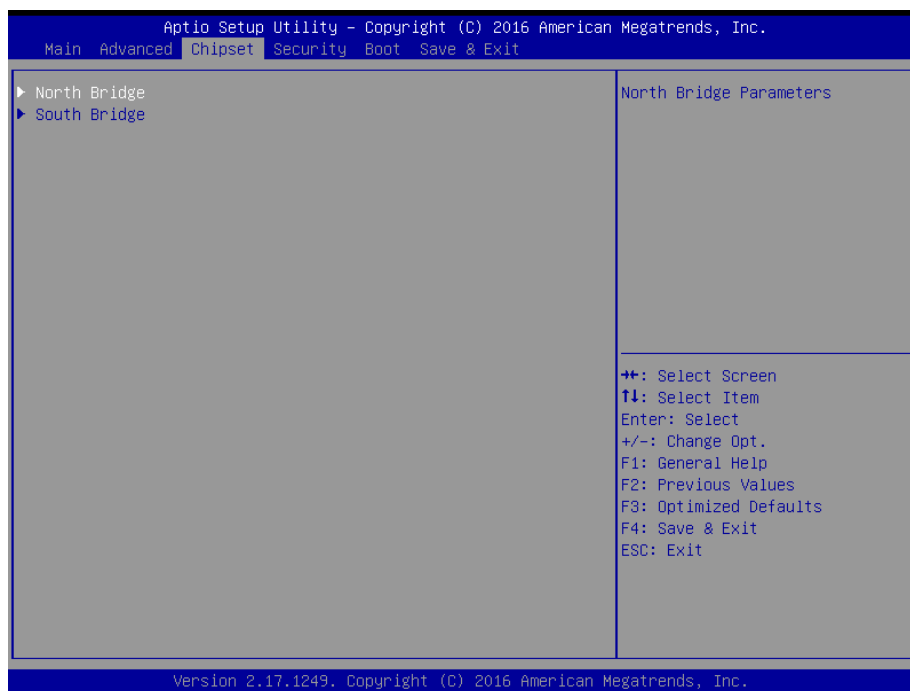 Aptio Setup Utility – Copyright (C) 2016 American Megatrends, Inc.
Main Advanced Chipset Security Boot Save & Exit
▶ North Bridge
▶ South Bridge
North Bridge Parameters
→←: Select Screen
↑↓: Select Item
Enter: Select
+/-: Change Opt.
F1: General Help
F2: Previous Values
F3: Optimized Defaults
F4: Save & Exit
ESC: Exit
Version 2.17.1249. Copyright (C) 2016 American Megatrends, Inc.